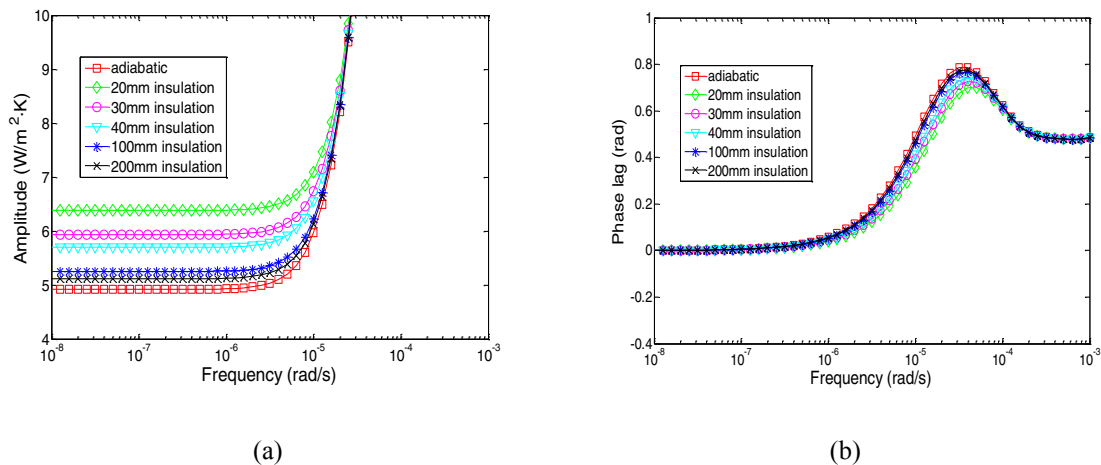 10
9
8
7
6
5
4
Amplitude (W/m²·K)
adiabatic
20mm insulation
30mm insulation
40mm insulation
100mm insulation
200mm insulation
10⁻⁸ 10⁻⁷ 10⁻⁶ 10⁻⁵ 10⁻⁴ 10⁻³
Frequency (rad/s)
(a)
1
0.8
0.6
0.4
0.2
0
-0.2
-0.4
Phase lag (rad)
adiabatic
20mm insulation
30mm insulation
40mm insulation
100mm insulation
200mm insulation
10⁻⁸ 10⁻⁷ 10⁻⁶ 10⁻⁵ 10⁻⁴ 10⁻³
Frequency (rad/s)
(b)